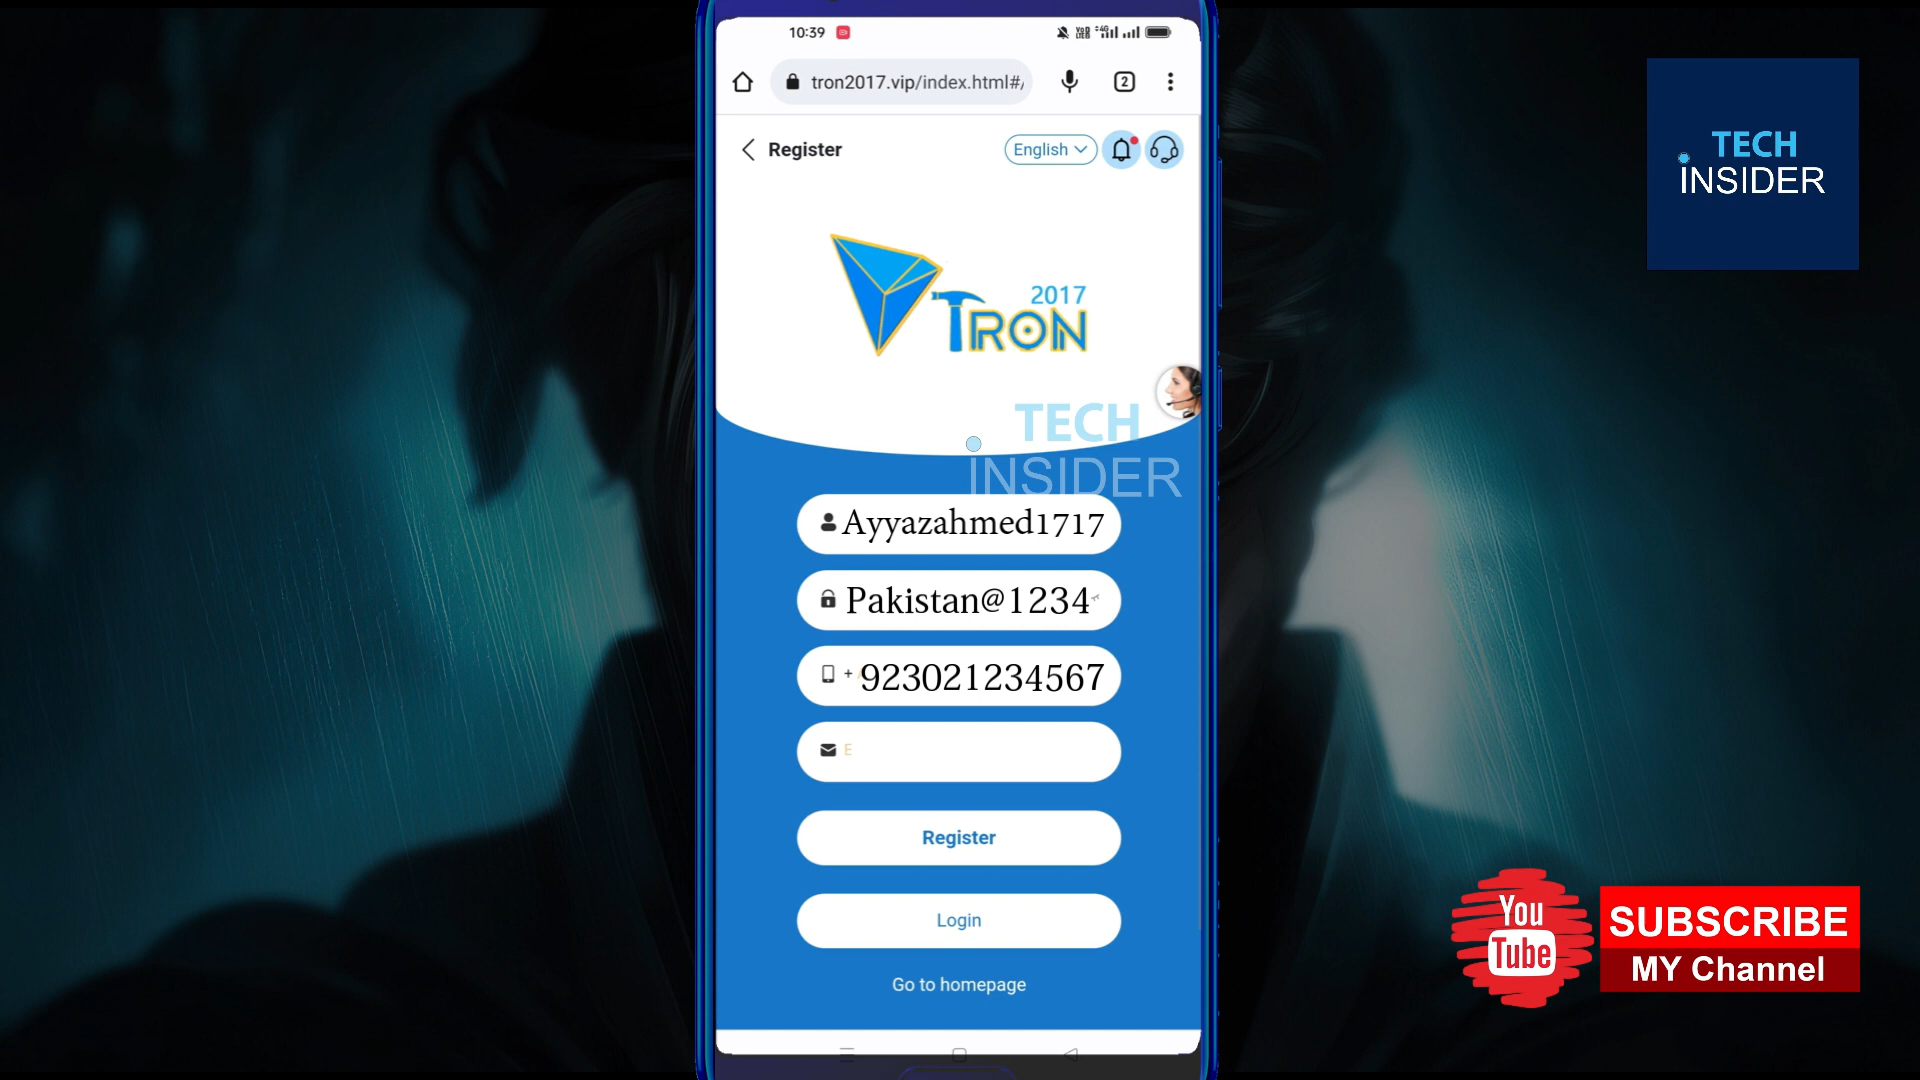 10:39
tron2017.vip/index.html#/
2
Register
English
2017
TRON
TECH
INSIDER
Ayyazahmed1717
Pakistan@1234
+ 923021234567
E
Register
Login
Go to homepage
TECH
INSIDER
You
Tube
SUBSCRIBE
MY Channel